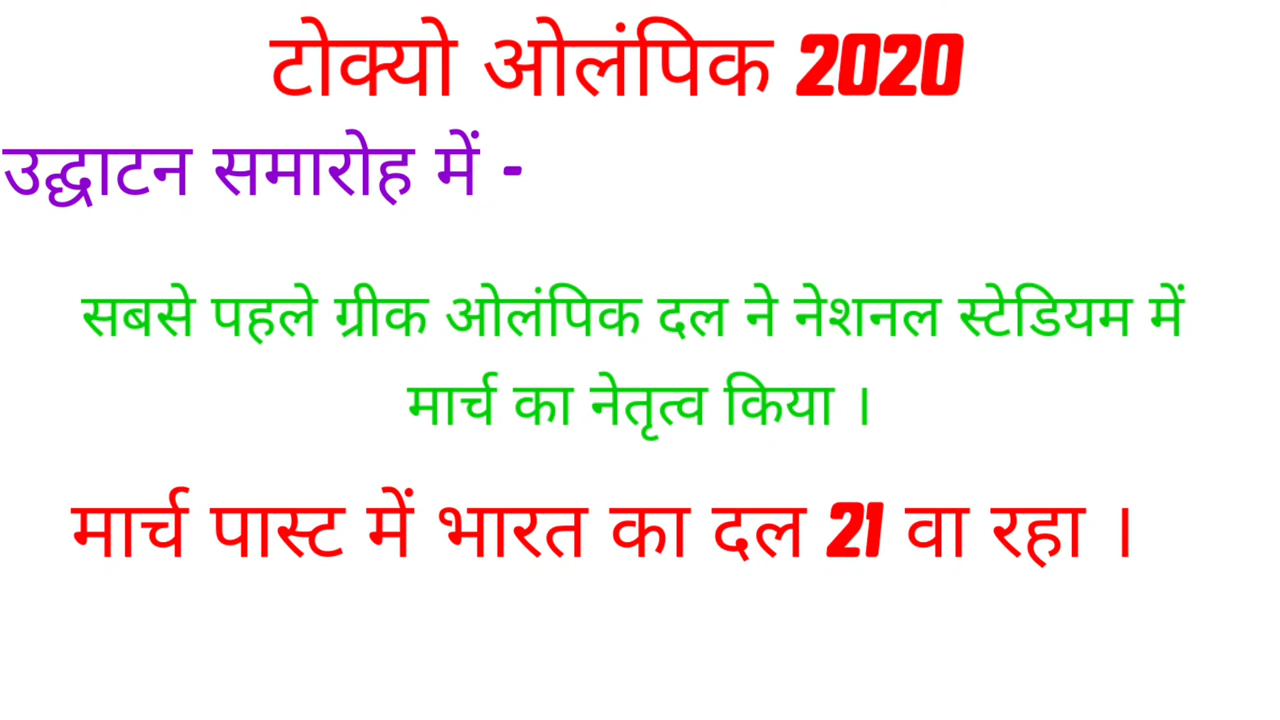 टोक्यो ओलंपिक 2020
उद्घाटन समारोह में -
सबसे पहले ग्रीक ओलंपिक दल ने नेशनल स्टेडियम में
मार्च का नेतृत्व किया ।
मार्च पास्ट में भारत का दल 21 वा रहा ।